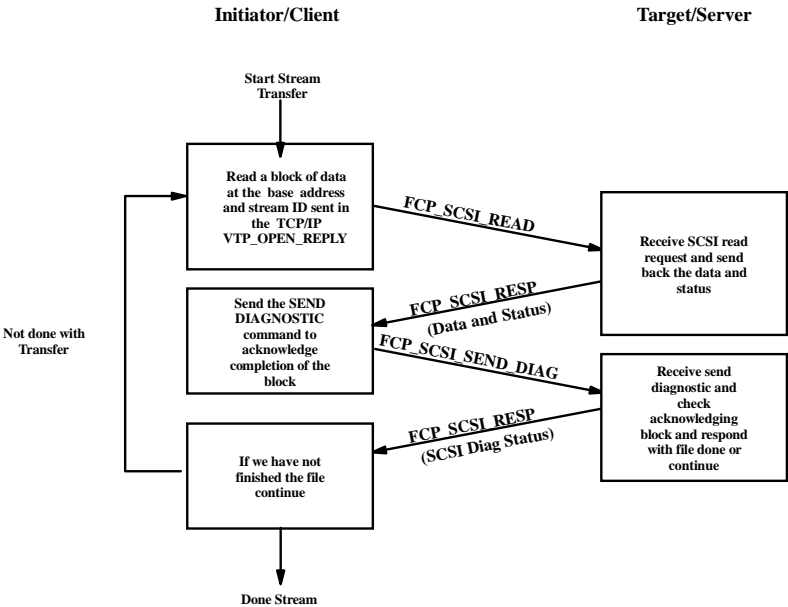 Initiator/Client
Target/Server
Start Stream
Transfer
Read a block of data
at the base address
and stream ID sent in
the TCP/IP
VTP_OPEN_REPLY
FCP_SCSI_READ
Receive SCSI read
request and send
back the data and
status
FCP_SCSI_RESP
(Data and Status)
Send the SEND
DIAGNOSTIC
command to
acknowledge
completion of the
block
Not done with
Transfer
FCP_SCSI_SEND_DIAG
Receive send
diagnostic and
check
acknowledging
block and respond
with file done or
continue
FCP_SCSI_RESP
(SCSI Diag Status)
If we have not
finished the file
continue
Done Stream